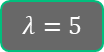 λ = 5